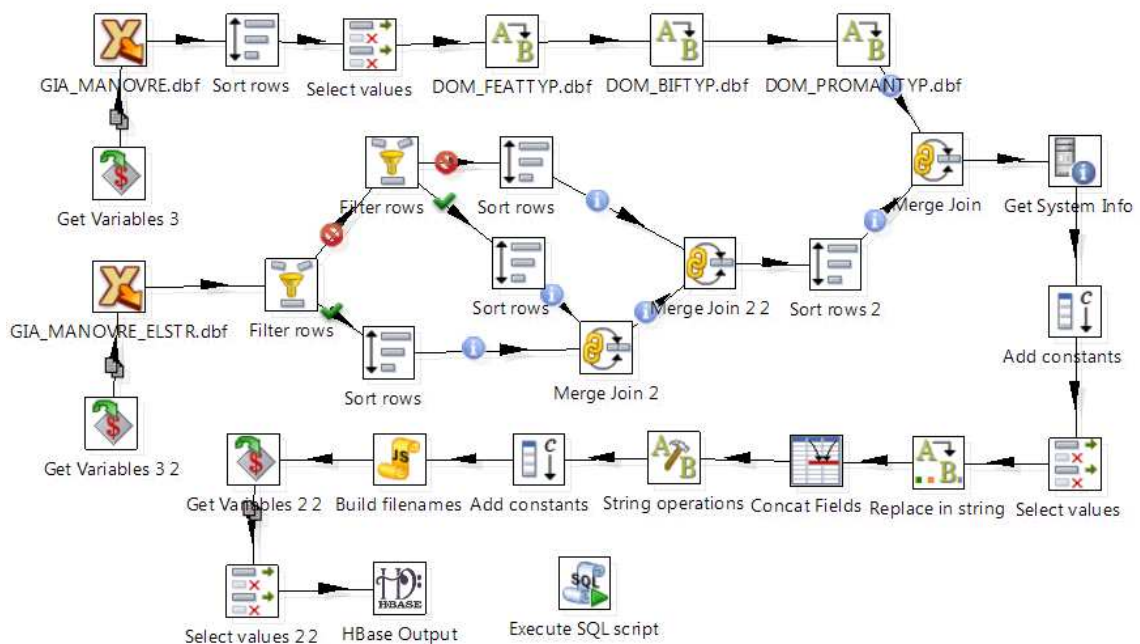 GIA_MANOVRE.dbf
Sort rows
Select values
DOM_FEATTYP.dbf
DOM_BIFTYP.dbf
DOM_PROMANTYP.dbf
Get Variables 3
Filter rows
Sort rows
Merge Join
Get System Info
GIA_MANOVRE_ELSTR.dbf
Filter rows
Sort rows
Merge Join 2 2
Sort rows 2
Sort rows
Merge Join 2
Add constants
Get Variables 3 2
Get Variables 2 2
Build filenames
Add constants
String operations
Concat Fields
Replace in string
Select values
Select values 2 2
HBase Output
Execute SQL script
A
B
A
B
A
B
C
JS
C
A
B
A
B
HBASE
SQL